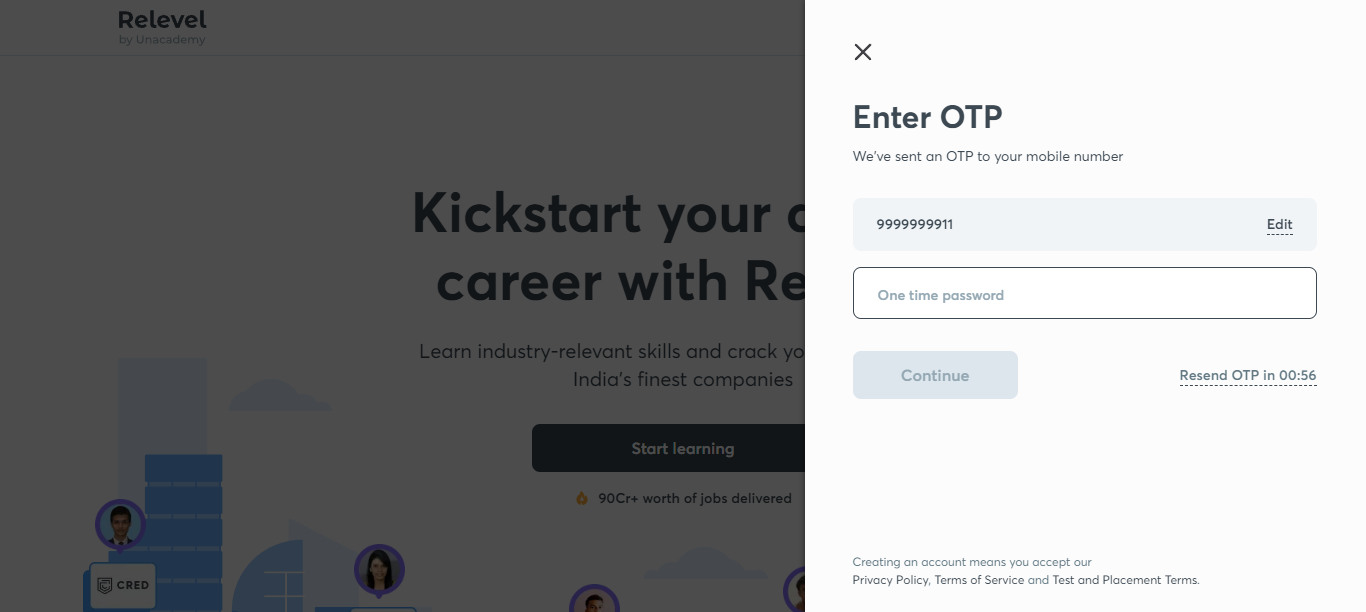 Relevel
by Unacademy
Kickstart your
career with Re
Learn industry-relevant skills and crack yo
India's finest companies
Start learning
90Cr+ worth of jobs delivered
CRED
Enter OTP
We've sent an OTP to your mobile number
9999999911
Edit
One time password
Continue
Resend OTP in 00:56
Creating an account means you accept our
Privacy Policy, Terms of Service and Test and Placement Terms.